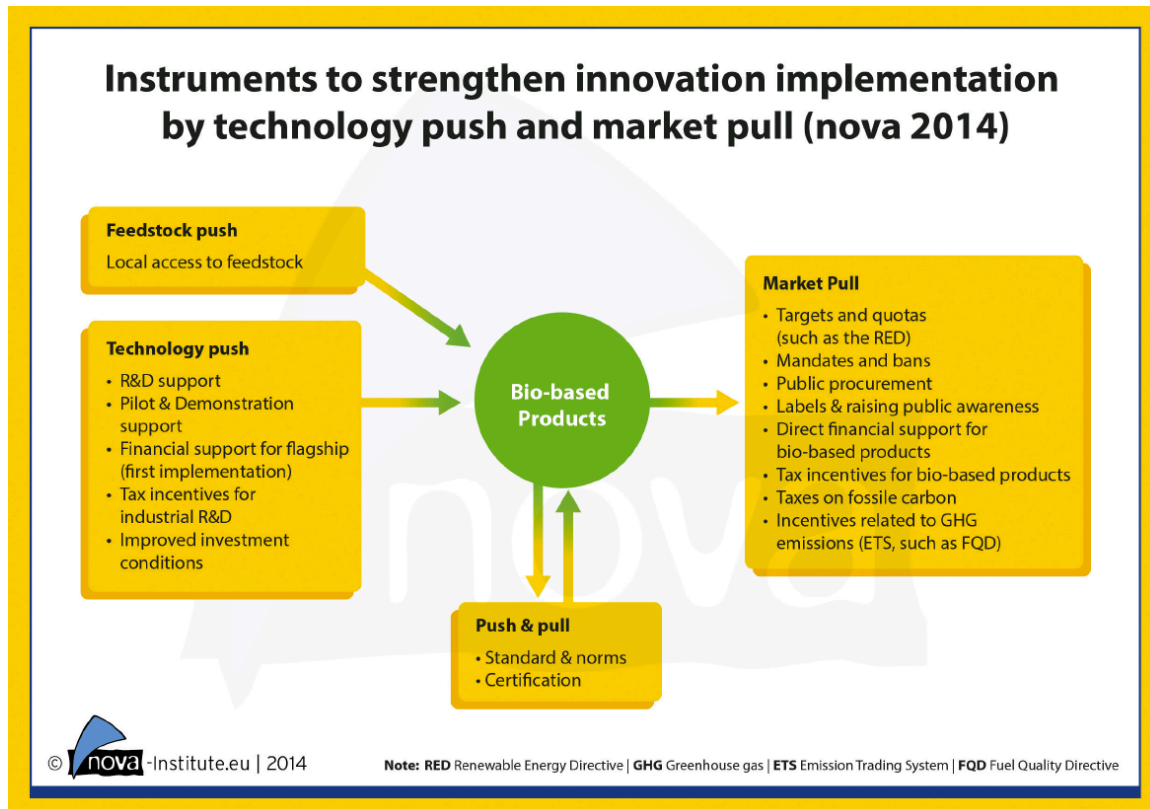 Instruments to strengthen innovation implementation
by technology push and market pull (nova 2014)
Feedstock push
Local access to feedstock
Technology push
• R&D support
• Pilot & Demonstration
support
• Financial support for flagship
(first implementation)
• Tax incentives for
industrial R&D
• Improved investment
conditions
Bio-based
Products
Market Pull
• Targets and quotas
(such as the RED)
• Mandates and bans
• Public procurement
• Labels & raising public awareness
• Direct financial support for
bio-based products
• Tax incentives for bio-based products
• Taxes on fossile carbon
• Incentives related to GHG
emissions (ETS, such as FQD)
Push & pull
• Standard & norms
• Certification
nova
© nova-Institute.eu | 2014
Note: RED Renewable Energy Directive | GHG Greenhouse gas | ETS Emission Trading System | FQD Fuel Quality Directive